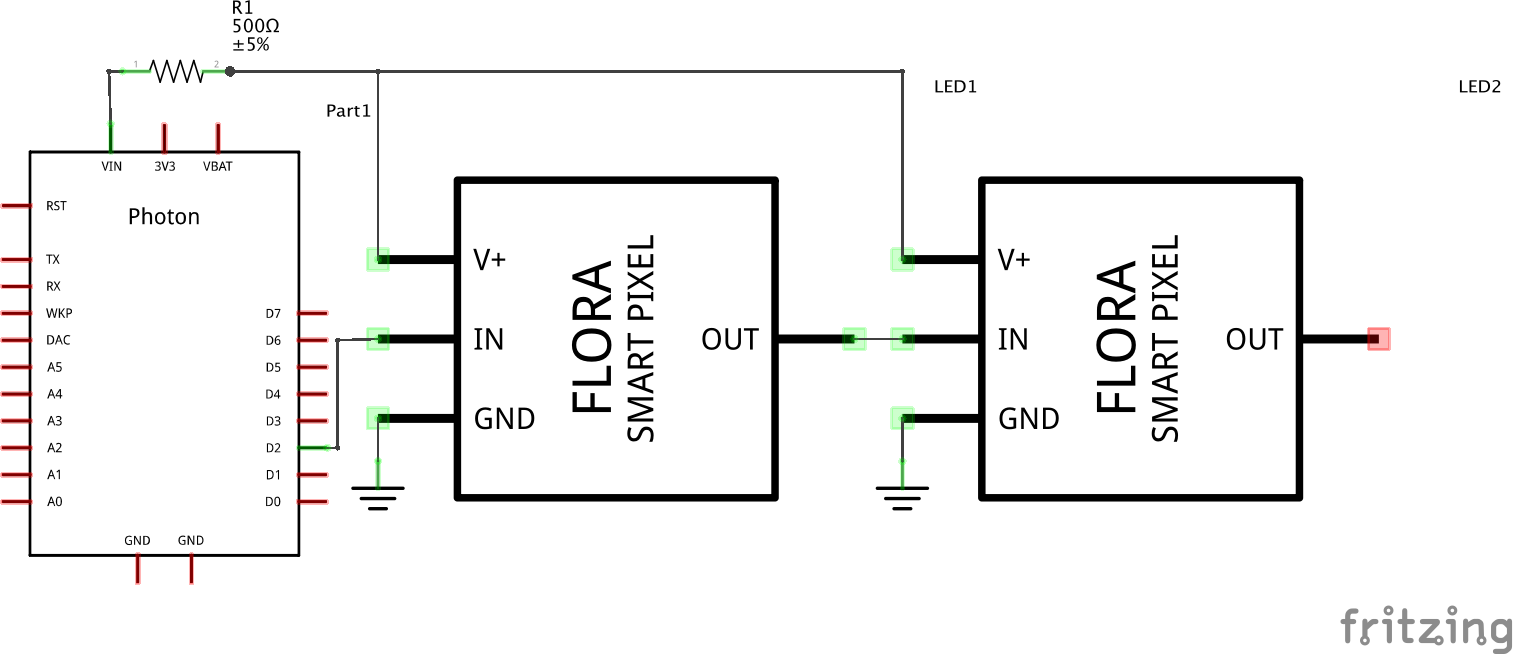 R1
500Ω
±5%
1
2
LED1
LED2
Part1
VIN
3V3
VBAT
RST
Photon
TX
RX
WKP
DAC
A5
A4
A3
A2
A1
A0
D7
D6
D5
D4
D3
D2
D1
D0
GND
GND
V+
IN
GND
FLORA
SMART PIXEL
OUT
V+
IN
GND
FLORA
SMART PIXEL
OUT
fritzing